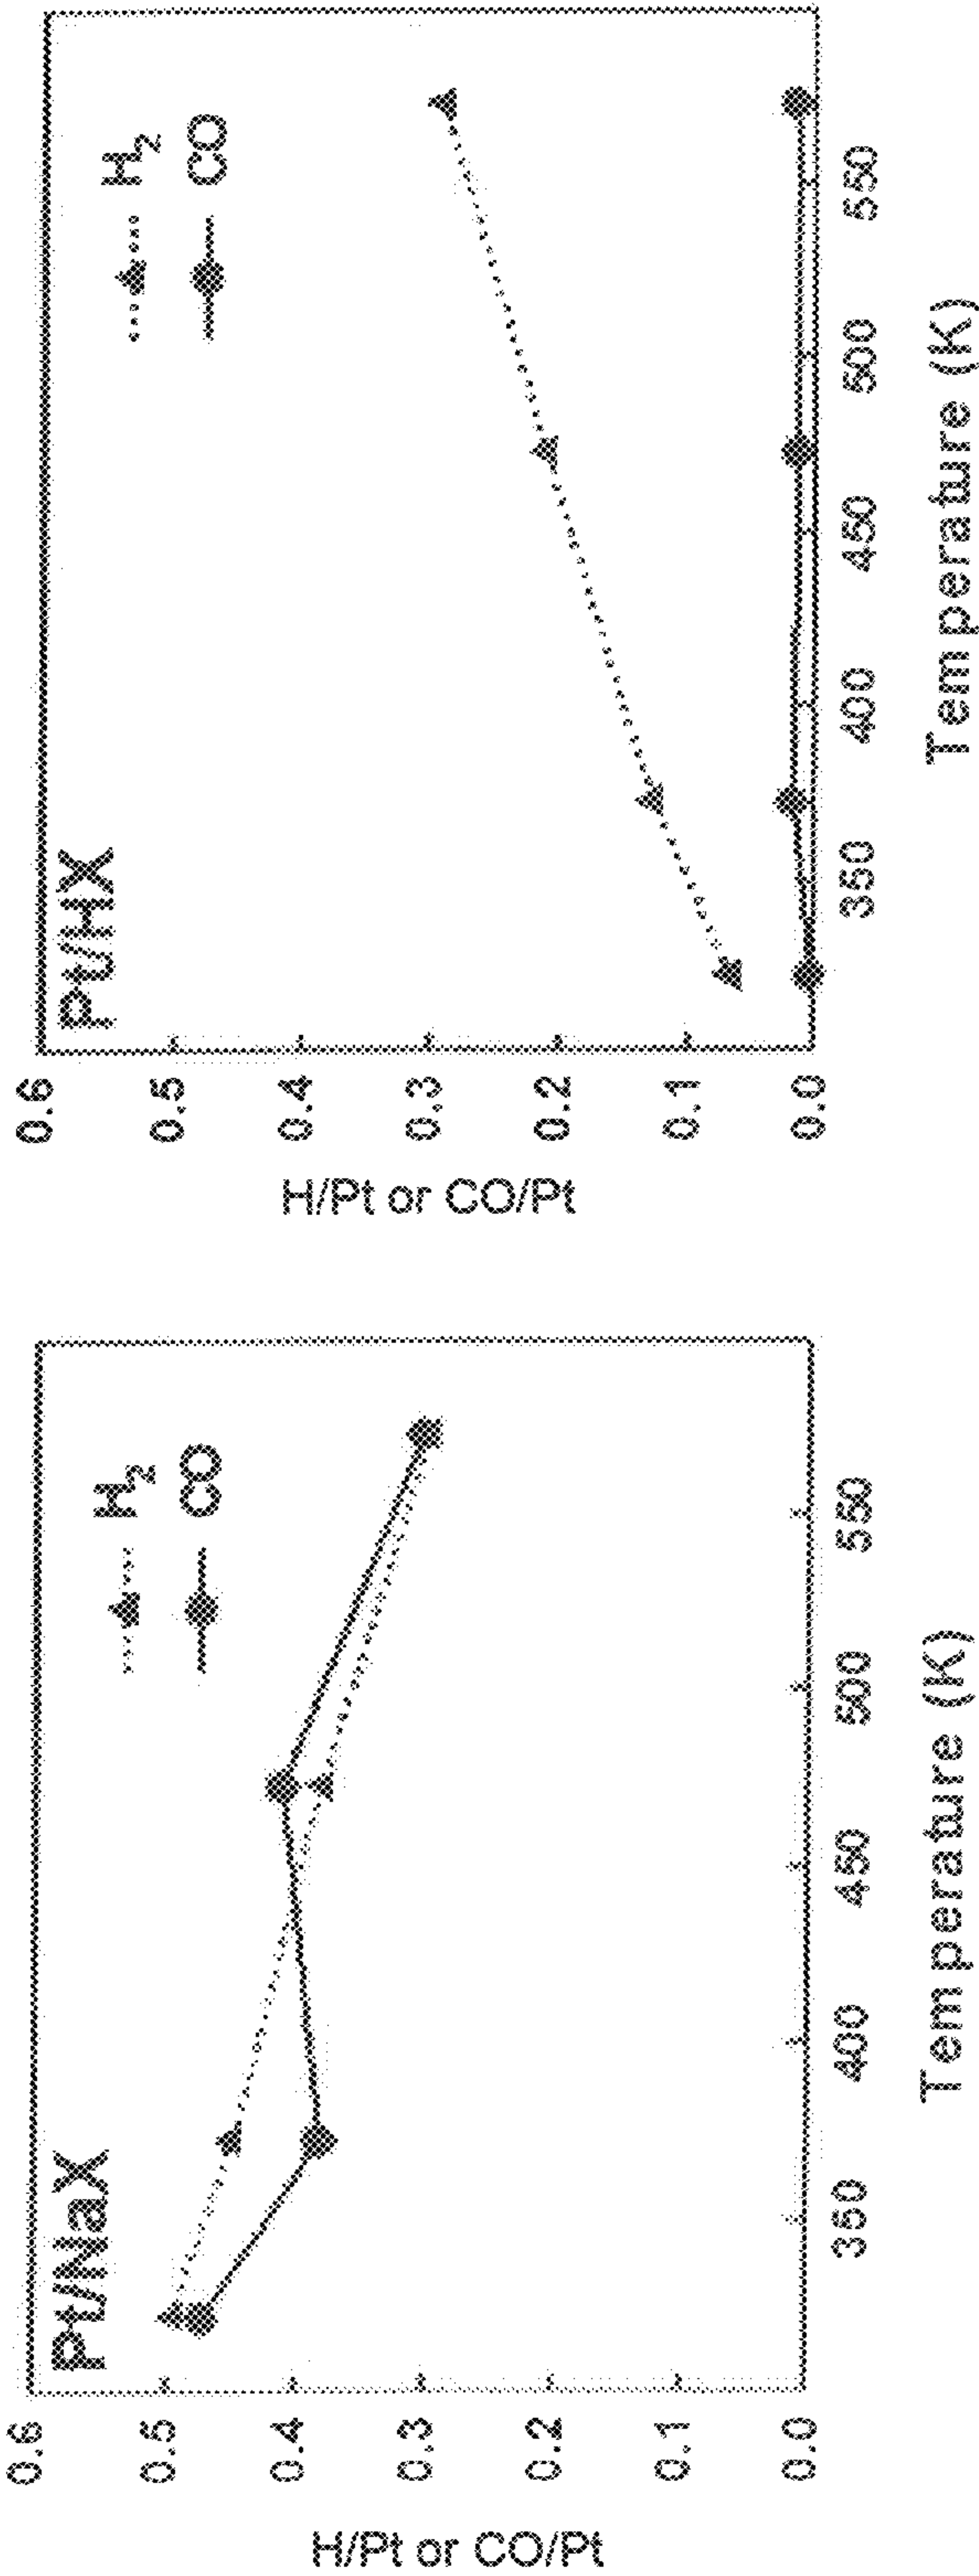 Pt/NaX
H₂
CO
0.6
0.5
0.4
0.3
0.2
0.1
0.0
H/Pt or CO/Pt
350
400
450
500
550
Temperature (K)
Pt/HX
H₂
CO
0.6
0.5
0.4
0.3
0.2
0.1
0.0
H/Pt or CO/Pt
350
400
450
500
550
Temperature (K)